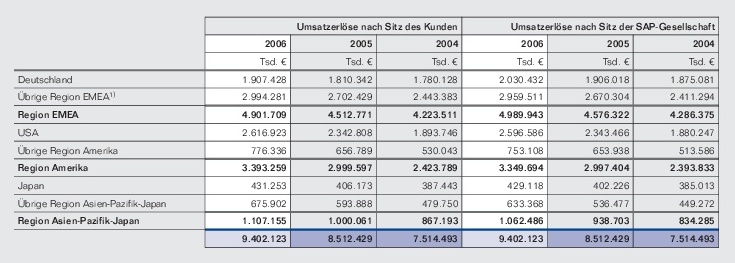 Umsatzerlöse nach Sitz des Kunden Umsatzerlöse nach Sitz der SAP-Gesellschaft
2006 2005 2004 2006 2005 2004
Tsd. € Tsd. € Tsd. € Tsd. € Tsd. € Tsd. €
Deutschland 1.907.428 1.810.342 1.780.128 2.030.432 1.906.018 1.875.081
Übrige Region EMEA1) 2.994.281 2.702.429 2.443.383 2.959.511 2.670.304 2.411.294
Region EMEA 4.901.709 4.512.771 4.223.511 4.989.943 4.576.322 4.286.375
USA 2.616.923 2.342.808 1.893.746 2.596.586 2.343.466 1.880.247
Übrige Region Amerika 776.336 656.789 530.043 753.108 653.938 513.586
Region Amerika 3.393.259 2.999.597 2.423.789 3.349.694 2.997.404 2.393.833
Japan 431.253 406.173 387.443 429.118 402.226 385.013
Übrige Region Asien-Pazifik-Japan 675.902 593.888 479.750 633.368 536.477 449.272
Region Asien-Pazifik-Japan 1.107.155 1.000.061 867.193 1.062.486 938.703 834.285
9.402.123 8.512.429 7.514.493 9.402.123 8.512.429 7.514.493